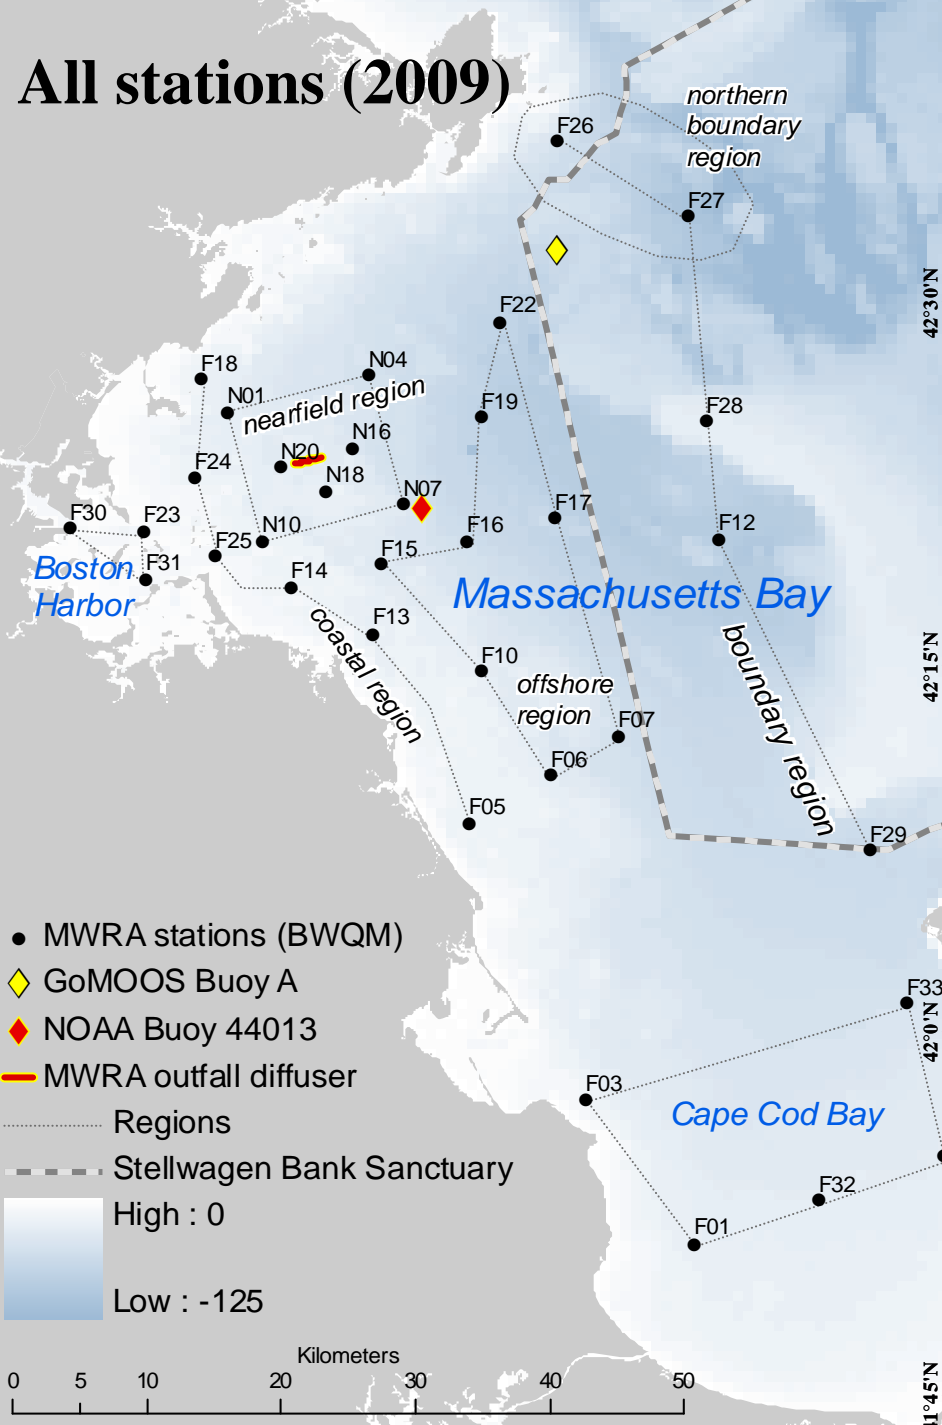 All stations (2009)
northern
boundary
region
F26
F27
42°30'N
F22
F18
N04
N01
nearfield region
F19
F28
N16
N20
N18
F24
N07
F17
F30
F23
F25
N10
F16
F12
F15
Boston
Harbor
F31
F14
Massachusetts Bay
F13
coastal region
boundary region
42°15'N
F10
offshore
region
F07
F06
F05
F29
MWRA stations (BWQM)
GoMOOS Buoy A
NOAA Buoy 44013
MWRA outfall diffuser
Regions
Stellwagen Bank Sanctuary
High : 0
Low : -125
F33
42°0'N
F03
Cape Cod Bay
F32
F01
Kilometers
0 5 10 20 30 40 50
1°45'N